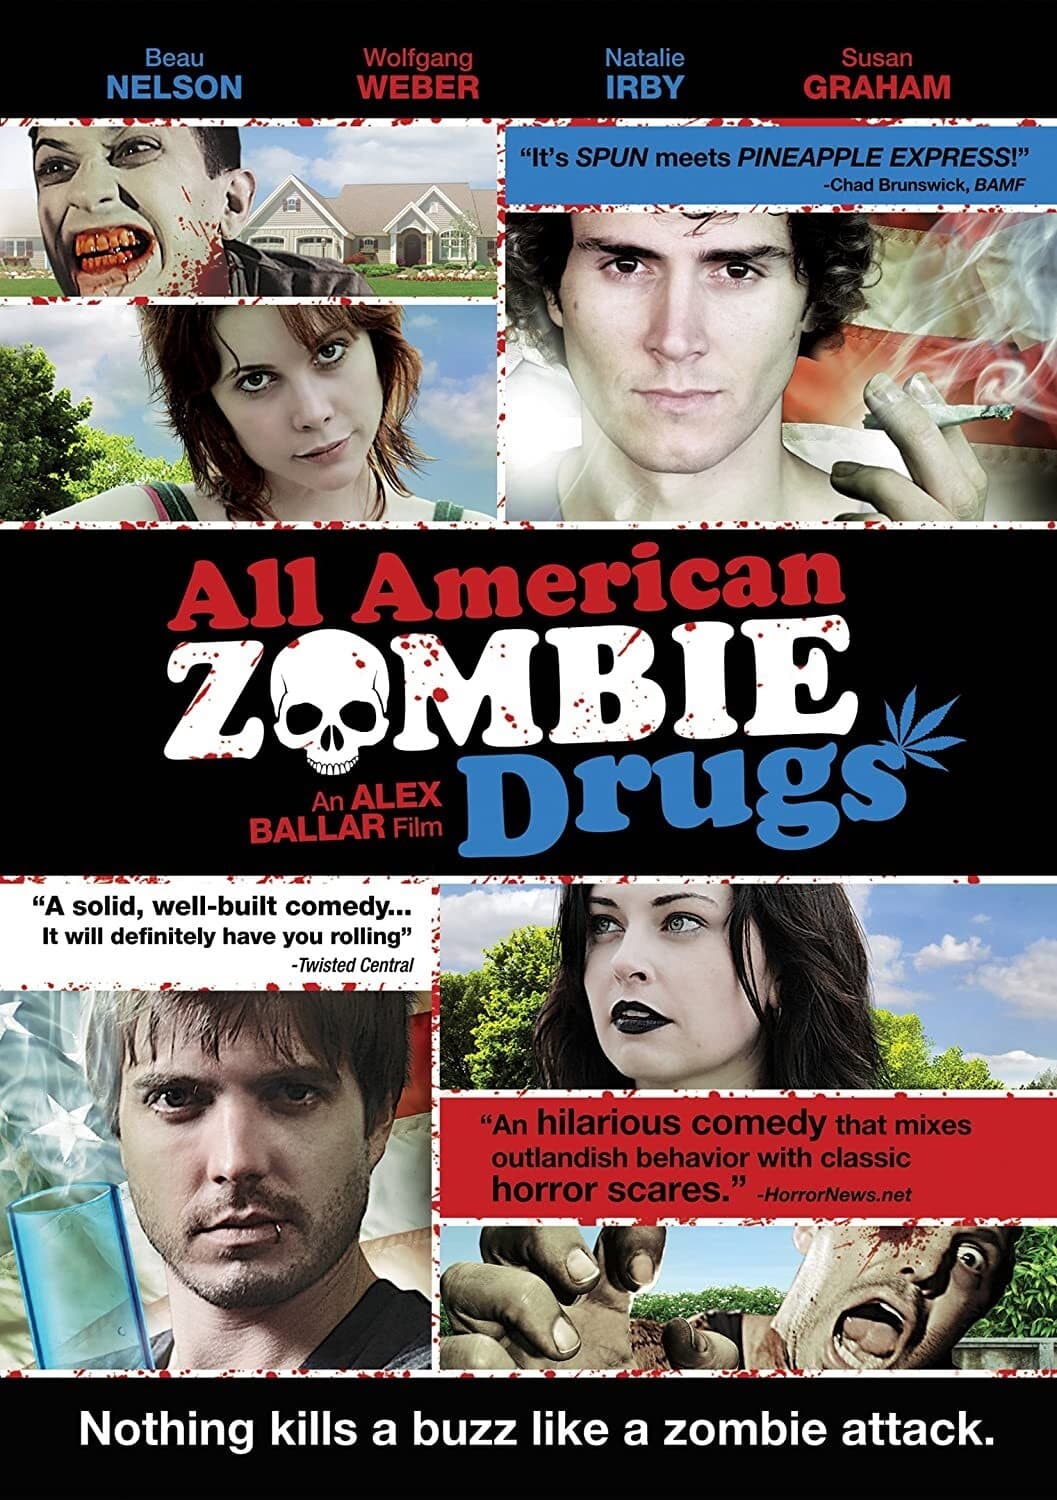 Beau Wolfgang Natalie Susan
NELSON WEBER IRBY GRAHAM
“It’s SPUN meets PINEAPPLE EXPRESS!”
-Chad Brunswick, BAMF
All American
ZOMBIE
Drugs
An ALEX
BALLAR Film
“A solid, well-built comedy...
It will definitely have you rolling”
-Twisted Central
“An hilarious comedy that mixes
outlandish behavior with classic
horror scares.” -HorrorNews.net
Nothing kills a buzz like a zombie attack.